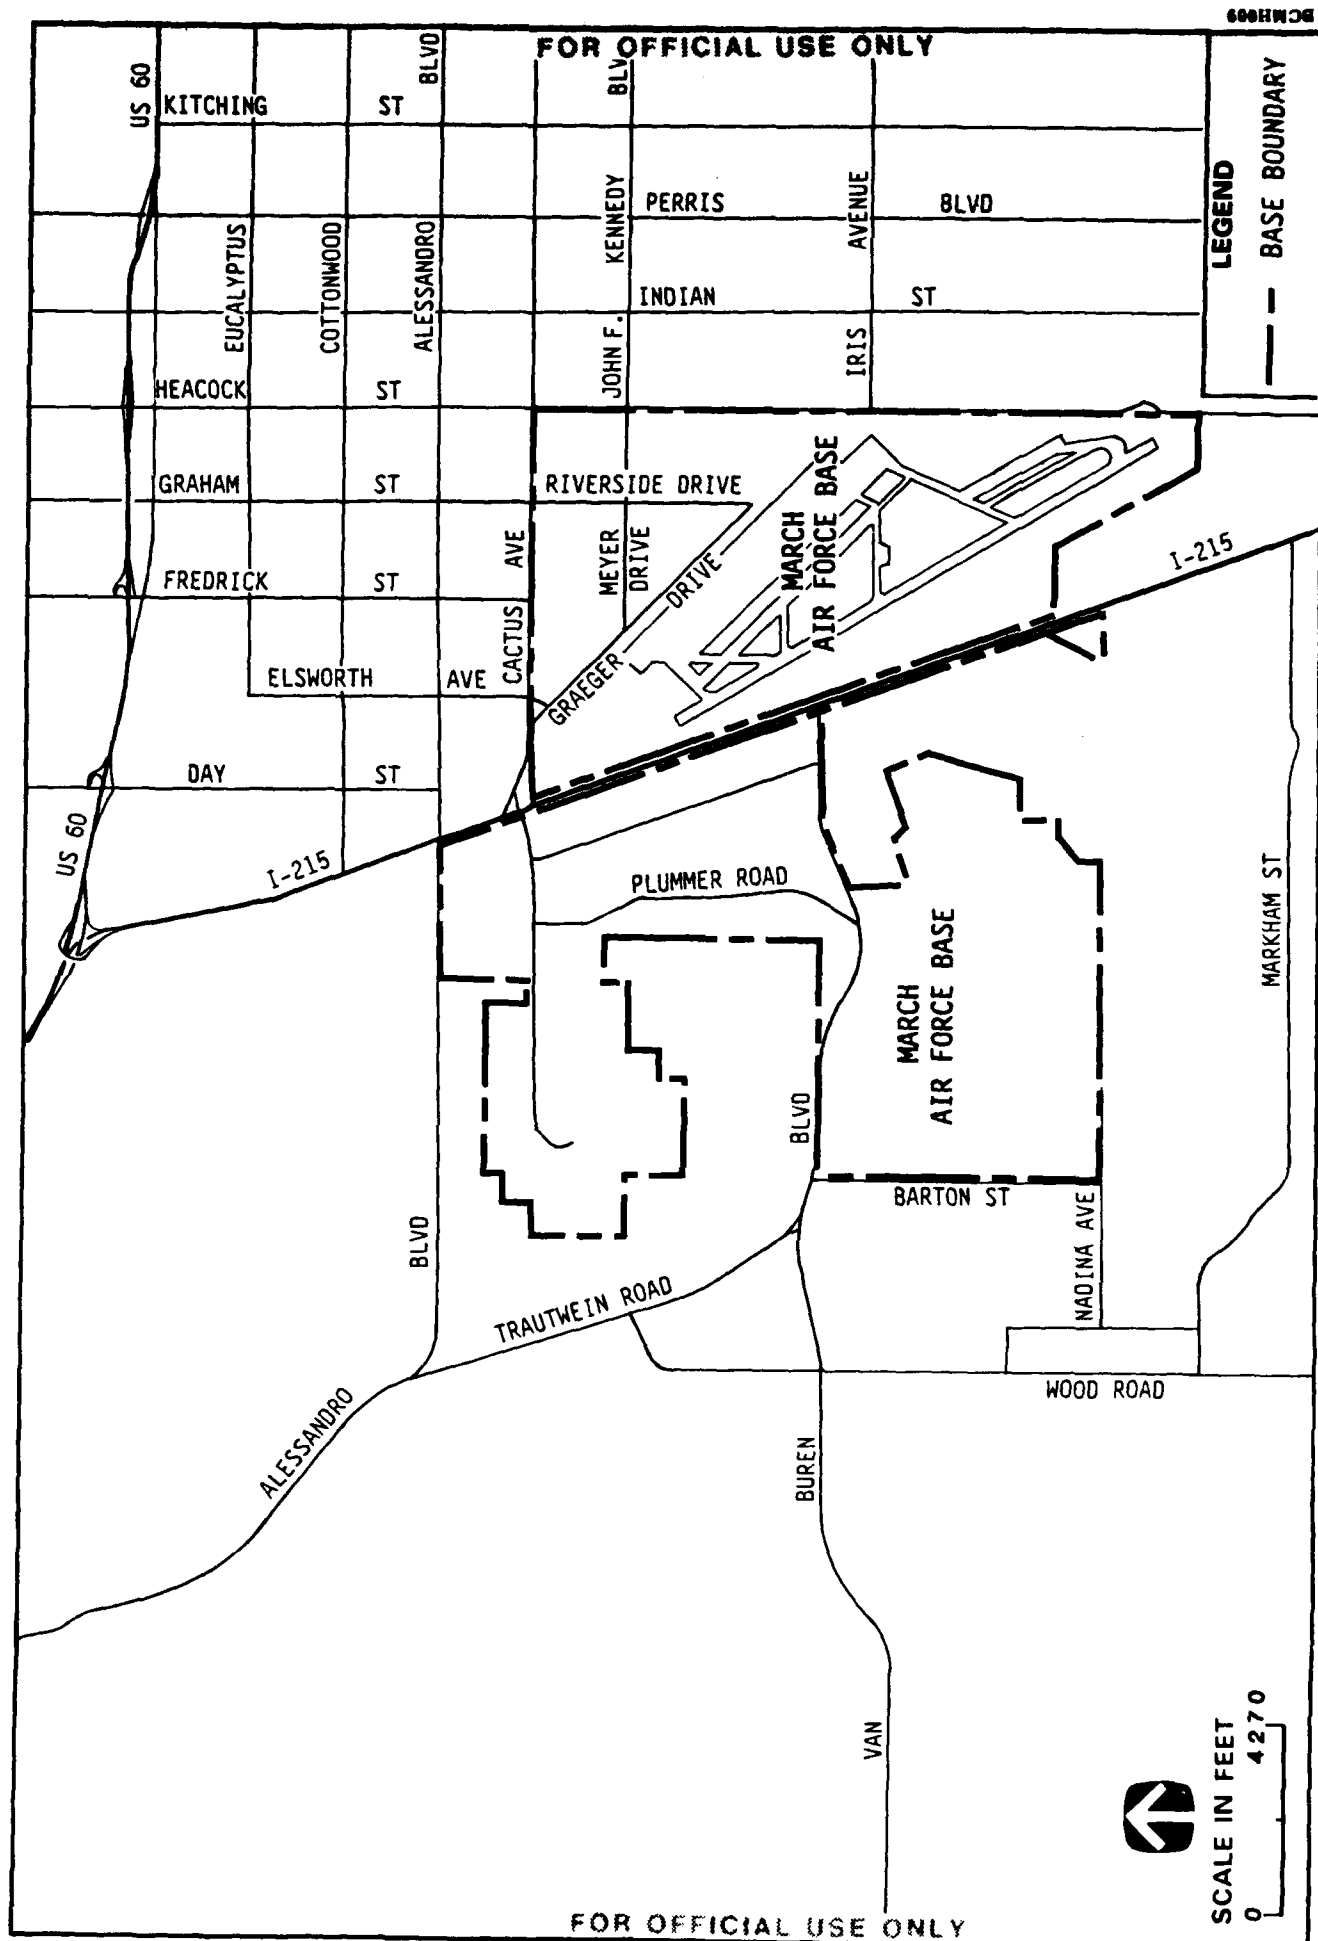 BCMH009
FOR OFFICIAL USE ONLY
US 60
KITCHING ST
BLVD
BLV
PERRIS BLVD
INDIAN ST
HEACOCK ST
GRAHAM ST
FREDRICK ST
ELSWORTH AVE
DAY ST
EUCALYPTUS
COTTONWOOD
ALESSANDRO
JOHN F. KENNEDY
IRIS AVENUE
RIVERSIDE DRIVE
CACTUS AVE
MEYER
DRIVE
GRAEGER DRIVE
MARCH
AIR FORCE BASE
I-215
US 60
I-215
PLUMMER ROAD
MARCH
AIR FORCE BASE
MARKHAM ST
BLVD
BARTON ST
NADINA AVE
BLVD
TRAUTWEIN ROAD
WOOD ROAD
ALESSANDRO
BUREN
VAN
LEGEND
BASE BOUNDARY
SCALE IN FEET
0 4270
FOR OFFICIAL USE ONLY